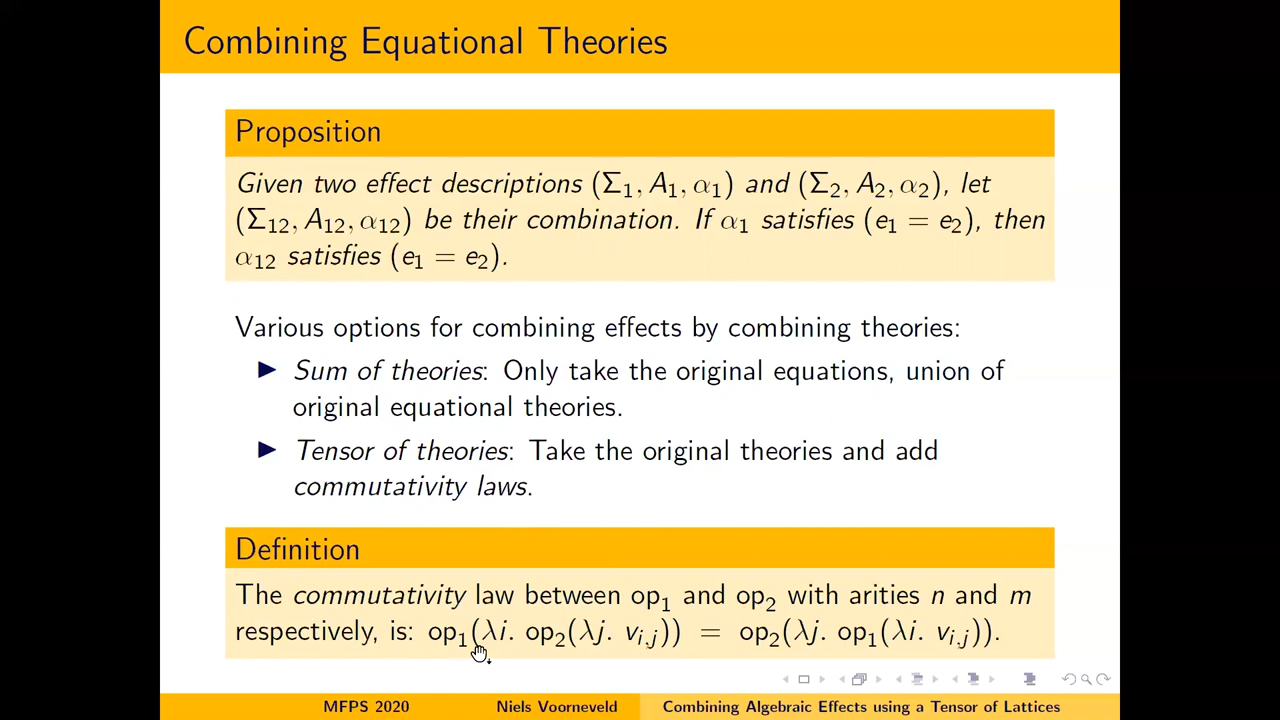 Combining Equational Theories
Proposition
Given two effect descriptions (Σ₁, A₁, α₁) and (Σ₂, A₂, α₂), let
(Σ₁₂, A₁₂, α₁₂) be their combination. If α₁ satisfies (e₁ = e₂), then
α₁₂ satisfies (e₁ = e₂).
Various options for combining effects by combining theories:
▶ Sum of theories: Only take the original equations, union of
original equational theories.
▶ Tensor of theories: Take the original theories and add
commutativity laws.
Definition
The commutativity law between op₁ and op₂ with arities n and m
respectively, is: op₁(λi. op₂(λj. v_{i,j})) = op₂(λj. op₁(λi. v_{i,j})).
MFPS 2020 Niels Voorneveld Combining Algebraic Effects using a Tensor of Lattices